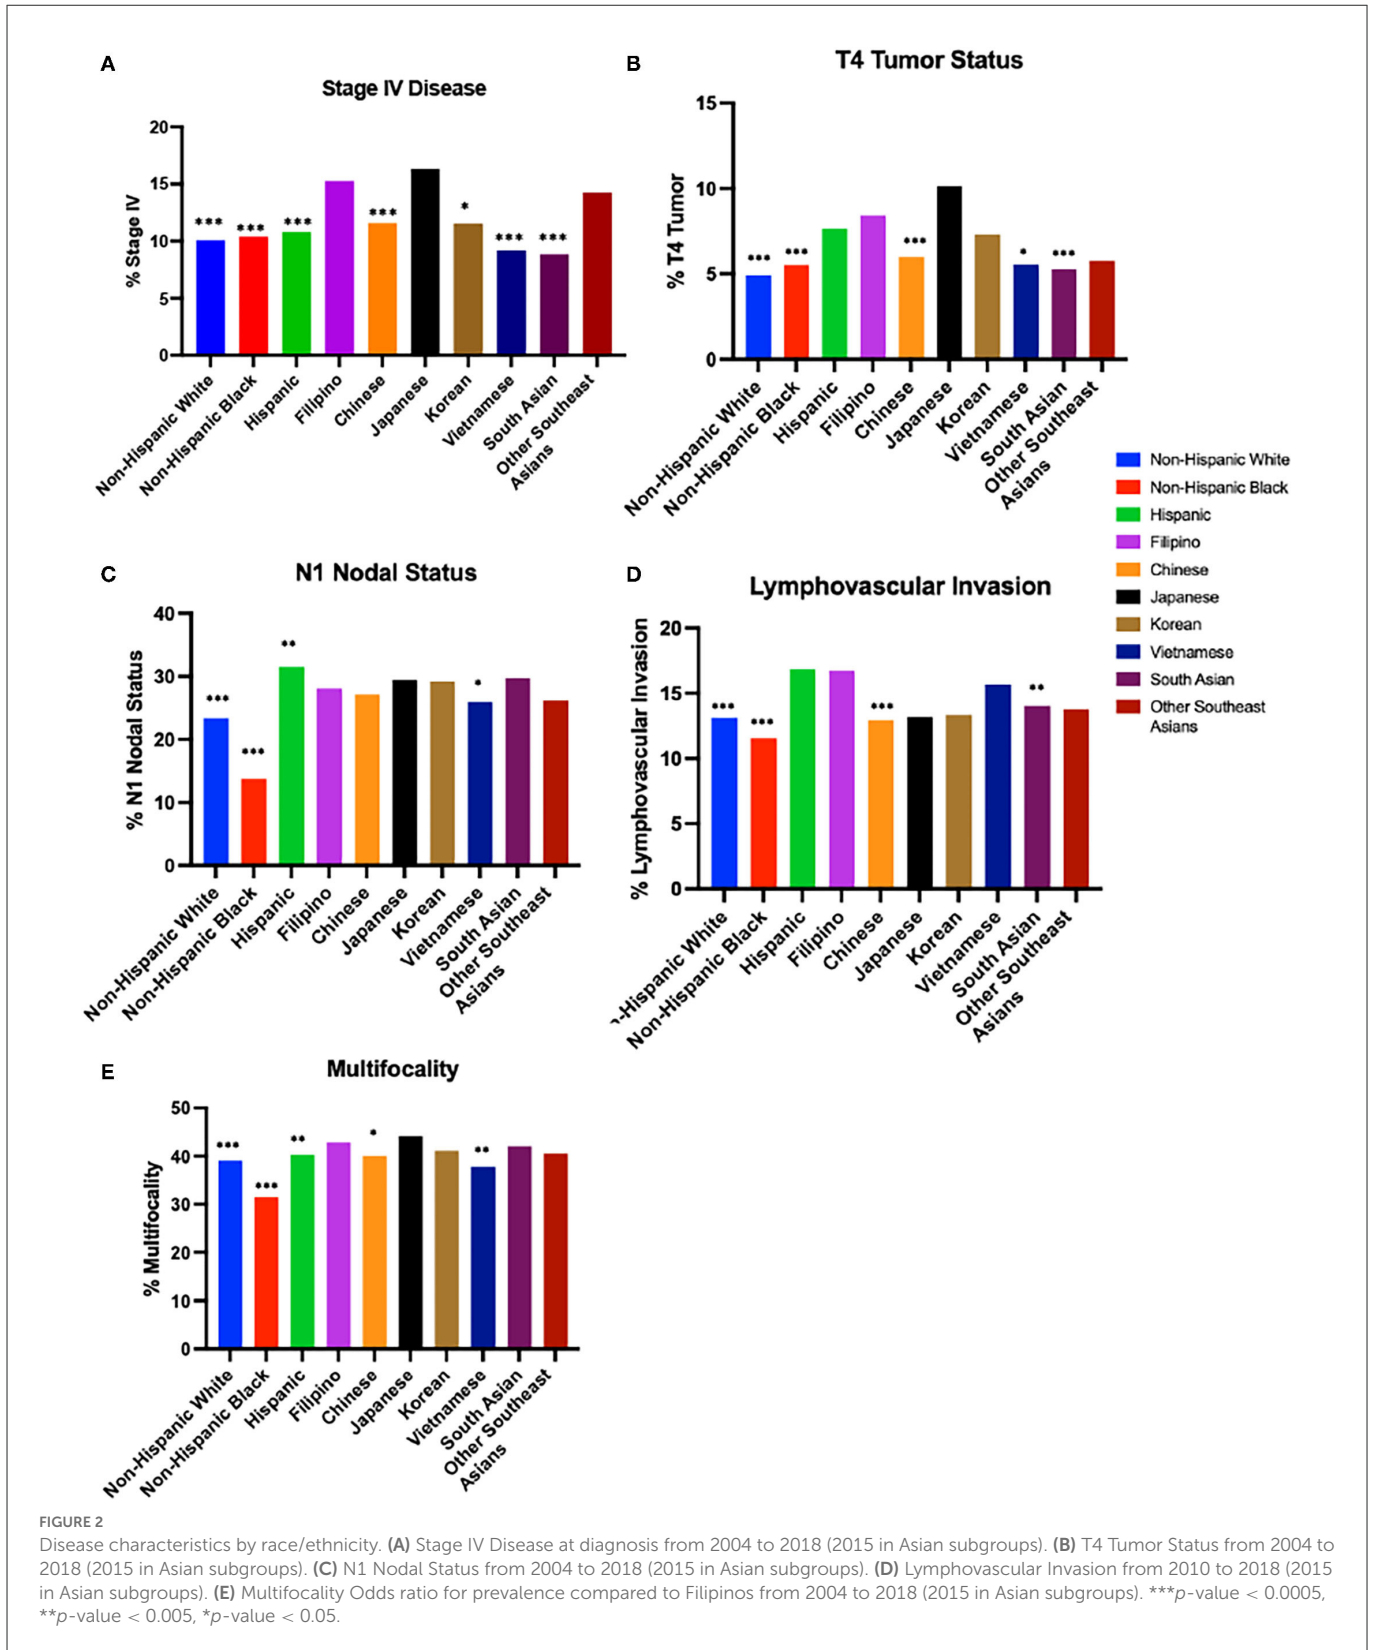 A
Stage IV Disease
% Stage IV
20
15
10
5
0
***
***
***
***
*
***
***
Non-Hispanic White
Non-Hispanic Black
Hispanic
Filipino
Chinese
Japanese
Korean
Vietnamese
South Asian
Other Southeast
Asians
B
T4 Tumor Status
% T4 Tumor
15
10
5
0
***
***
***
*
***
Non-Hispanic White
Non-Hispanic Black
Hispanic
Filipino
Chinese
Japanese
Korean
Vietnamese
South Asian
Other Southeast
Asians
Non-Hispanic White
Non-Hispanic Black
Hispanic
Filipino
Chinese
Japanese
Korean
Vietnamese
South Asian
Other Southeast
Asians
C
N1 Nodal Status
% N1 Nodal Status
40
30
20
10
0
***
***
**
*
Non-Hispanic White
Non-Hispanic Black
Hispanic
Filipino
Chinese
Japanese
Korean
Vietnamese
South Asian
Other Southeast
Asians
D
Lymphovascular Invasion
% Lymphovascular Invasion
20
15
10
5
0
***
***
***
**
-Hispanic White
Non-Hispanic Black
Hispanic
Filipino
Chinese
Japanese
Korean
Vietnamese
South Asian
Other Southeast
Asians
E
Multifocality
% Multifocality
50
40
30
20
10
0
***
***
**
*
**
Non-Hispanic White
Non-Hispanic Black
Hispanic
Filipino
Chinese
Japanese
Korean
Vietnamese
South Asian
Other Southeast
Asians
FIGURE 2
Disease characteristics by race/ethnicity. (A) Stage IV Disease at diagnosis from 2004 to 2018 (2015 in Asian subgroups). (B) T4 Tumor Status from 2004 to
2018 (2015 in Asian subgroups). (C) N1 Nodal Status from 2004 to 2018 (2015 in Asian subgroups). (D) Lymphovascular Invasion from 2010 to 2018 (2015
in Asian subgroups). (E) Multifocality Odds ratio for prevalence compared to Filipinos from 2004 to 2018 (2015 in Asian subgroups). ***p-value < 0.0005,
**p-value < 0.005, *p-value < 0.05.